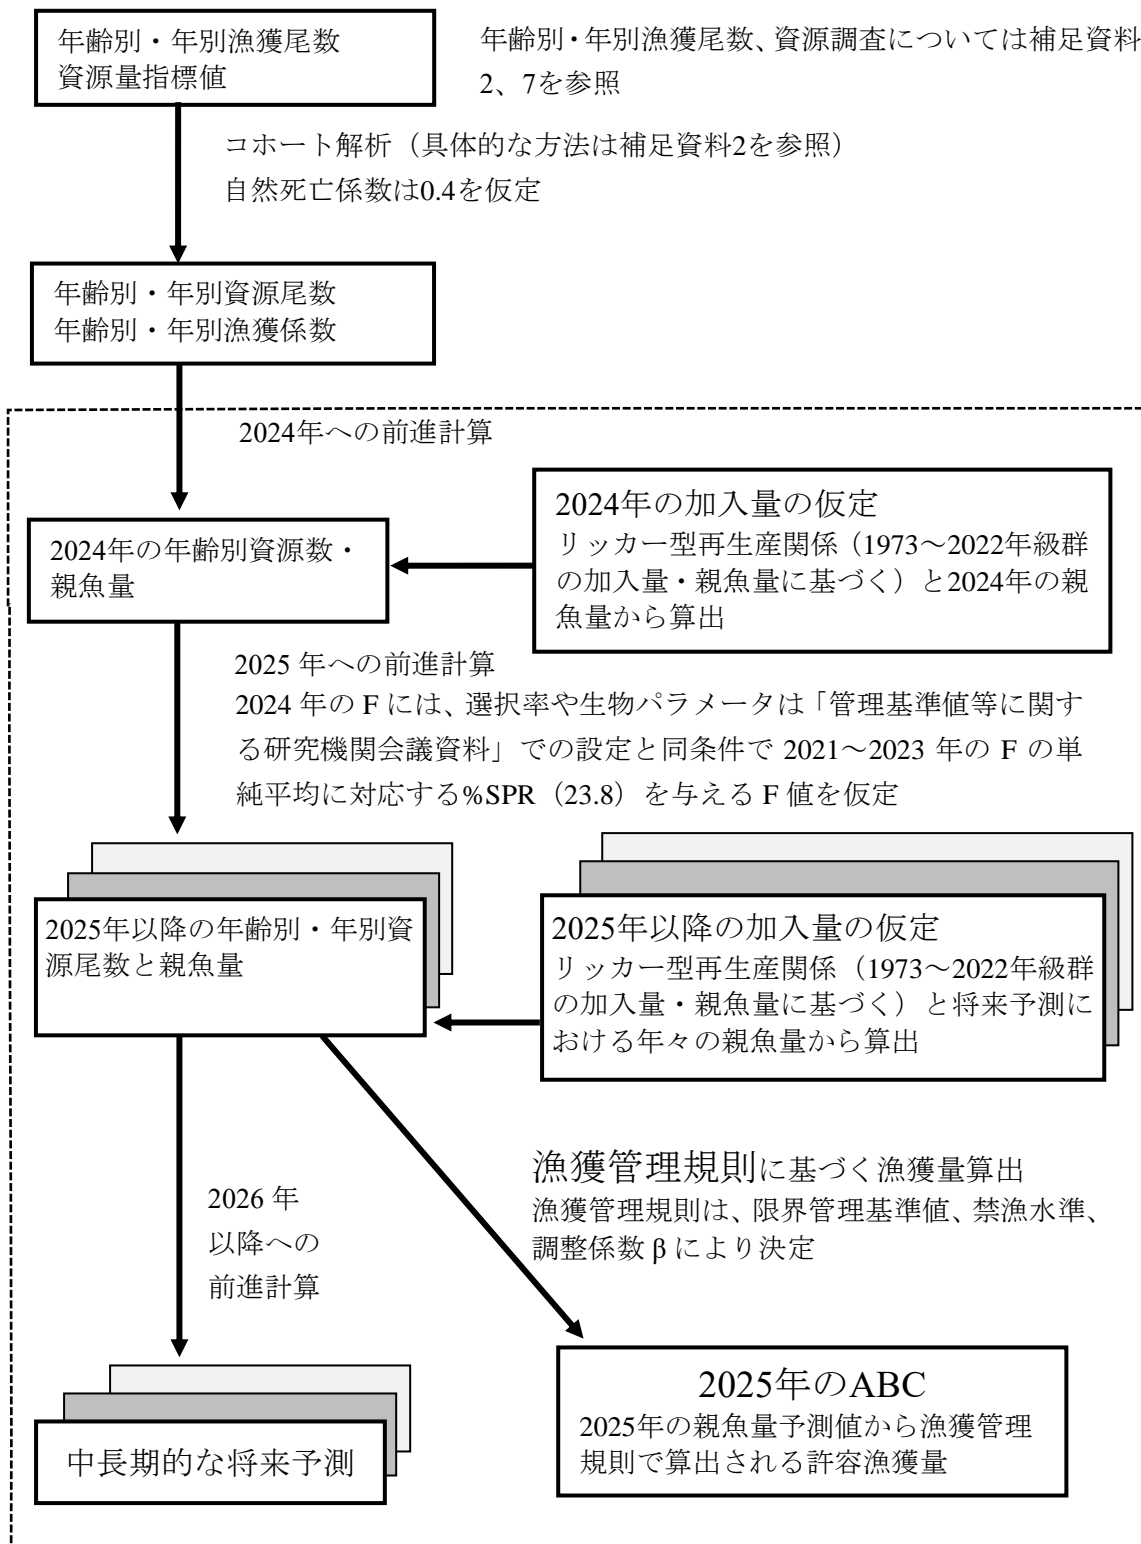 年齢別・年別漁獲尾数
資源量指標値
年齢別・年別漁獲尾数、資源調査については補足資料
2、7を参照
コホート解析（具体的な方法は補足資料2を参照）
自然死亡係数は0.4を仮定
年齢別・年別資源尾数
年齢別・年別漁獲係数
2024年への前進計算
2024年の年齢別資源数・
親魚量
2024年の加入量の仮定
リッカー型再生産関係（1973～2022年級群
の加入量・親魚量に基づく）と2024年の親
魚量から算出
2025 年への前進計算
2024 年の F には、選択率や生物パラメータは「管理基準値等に関す
る研究機関会議資料」での設定と同条件で 2021～2023 年の F の単
純平均に対応する%SPR（23.8）を与える F 値を仮定
2025年以降の年齢別・年別資
源尾数と親魚量
2025年以降の加入量の仮定
リッカー型再生産関係（1973～2022年級群
の加入量・親魚量に基づく）と将来予測に
おける年々の親魚量から算出
2026 年
以降への
前進計算
漁獲管理規則に基づく漁獲量算出
漁獲管理規則は、限界管理基準値、禁漁水準、
調整係数 β により決定
中長期的な将来予測
2025年のABC
2025年の親魚量予測値から漁獲管理
規則で算出される許容漁獲量